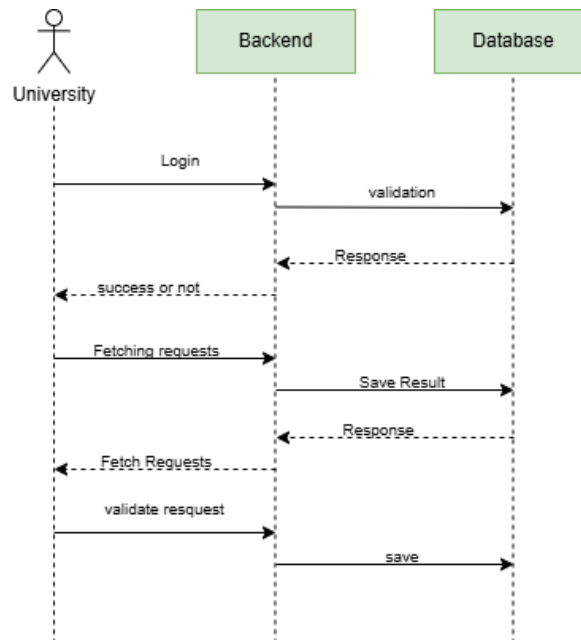 Backend
Database
University
Login
validation
Response
success or not
Fetching requests
Save Result
Response
Fetch Requests
validate resquest
save